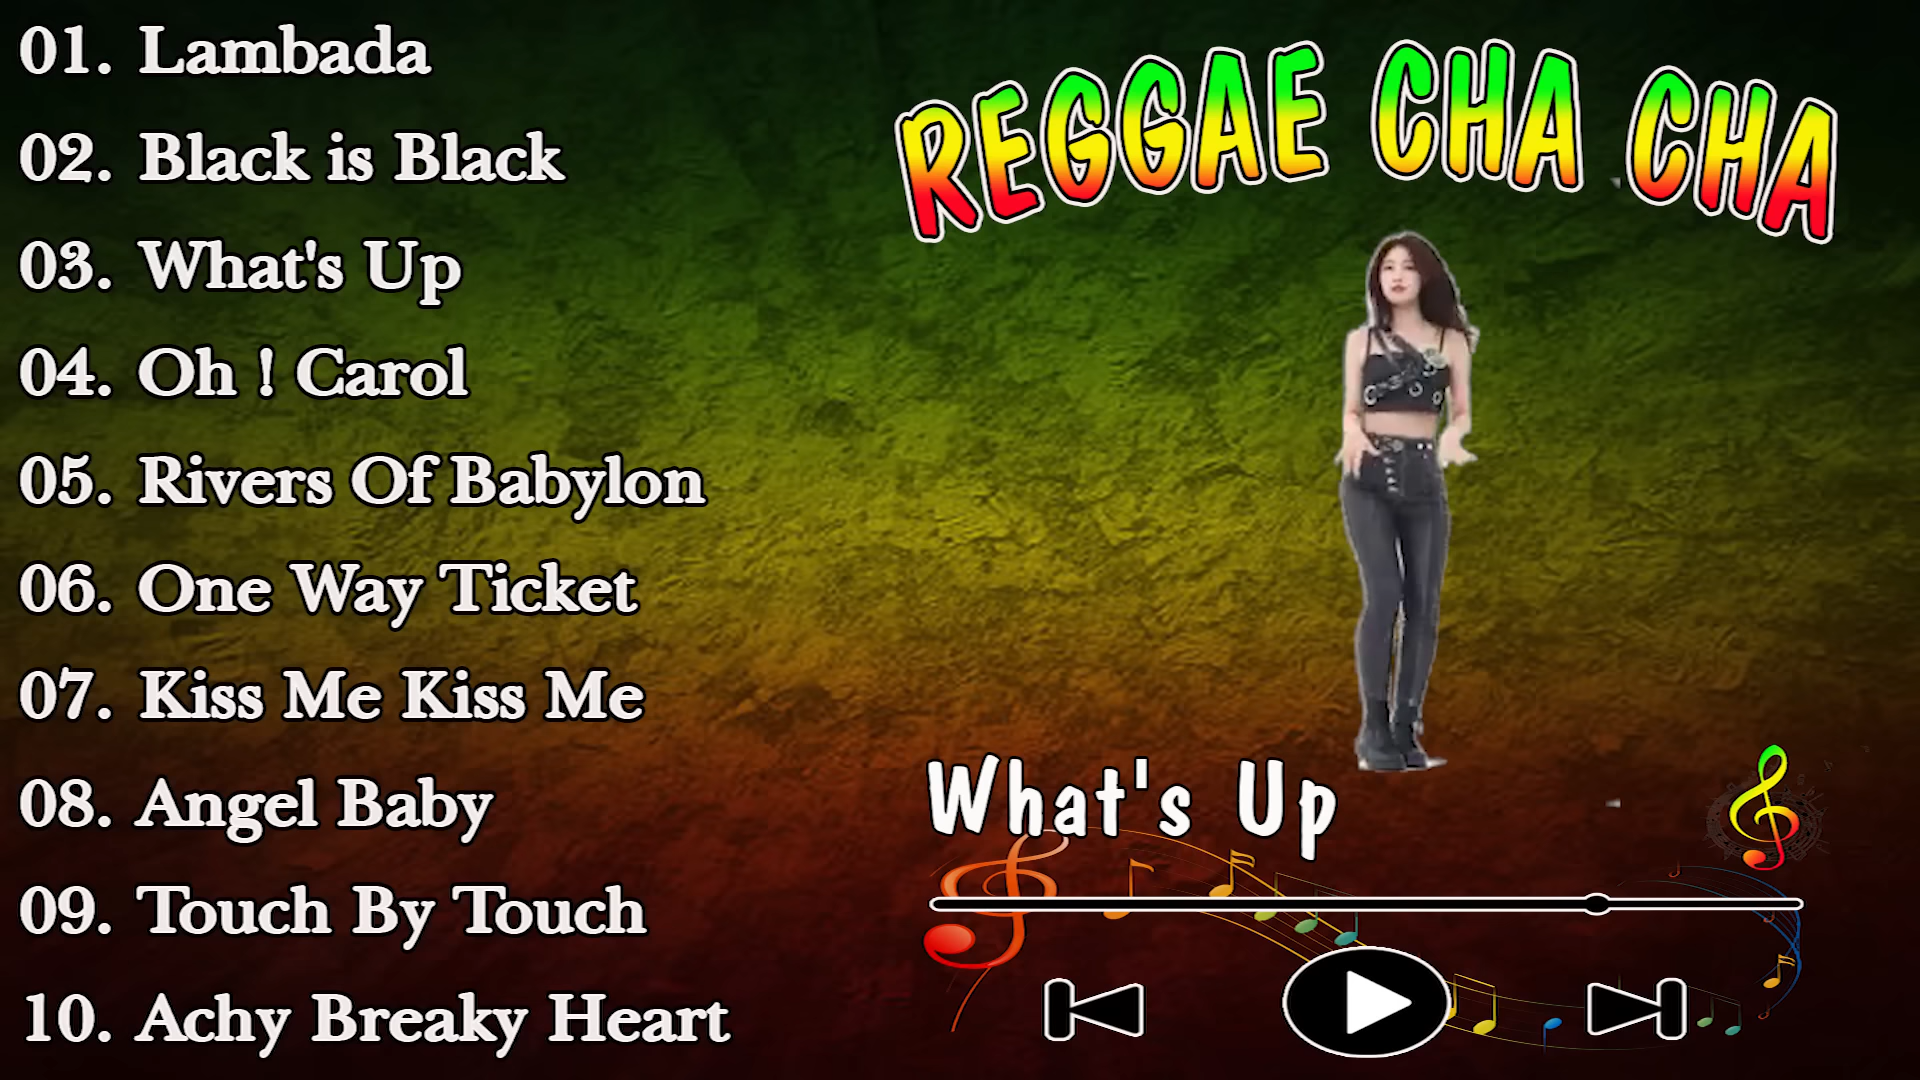 01. Lambada
02. Black is Black
03. What's Up
04. Oh ! Carol
05. Rivers Of Babylon
06. One Way Ticket
07. Kiss Me Kiss Me
08. Angel Baby
09. Touch By Touch
10. Achy Breaky Heart
REGGAE CHA CHA
What's Up